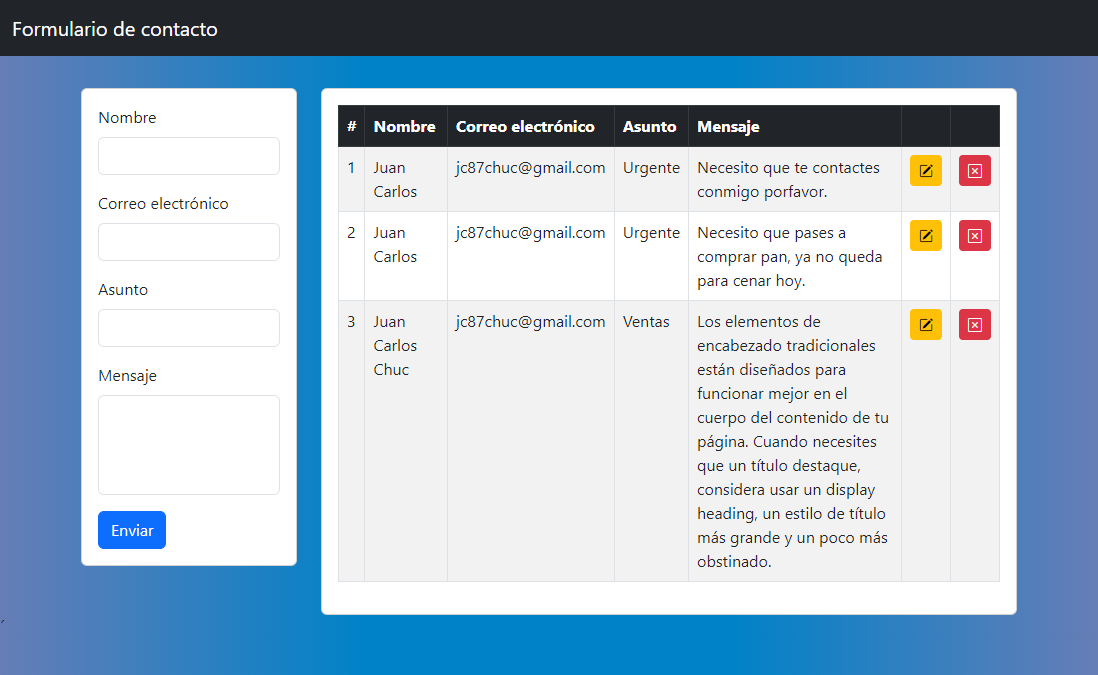 Formulario de contacto
Nombre
Correo electrónico
Asunto
Mensaje
Enviar
# Nombre Correo electrónico Asunto Mensaje
1 Juan jc87chuc@gmail.com Urgente Necesito que te contactes
Carlos conmigo porfavor.
2 Juan jc87chuc@gmail.com Urgente Necesito que pases a
Carlos comprar pan, ya no queda
para cenar hoy.
3 Juan jc87chuc@gmail.com Ventas Los elementos de
Carlos encabezado tradicionales
Chuc están diseñados para
funcionar mejor en el
cuerpo del contenido de tu
página. Cuando necesites
que un título destaque,
considera usar un display
heading, un estilo de título
más grande y un poco más
obstinado.